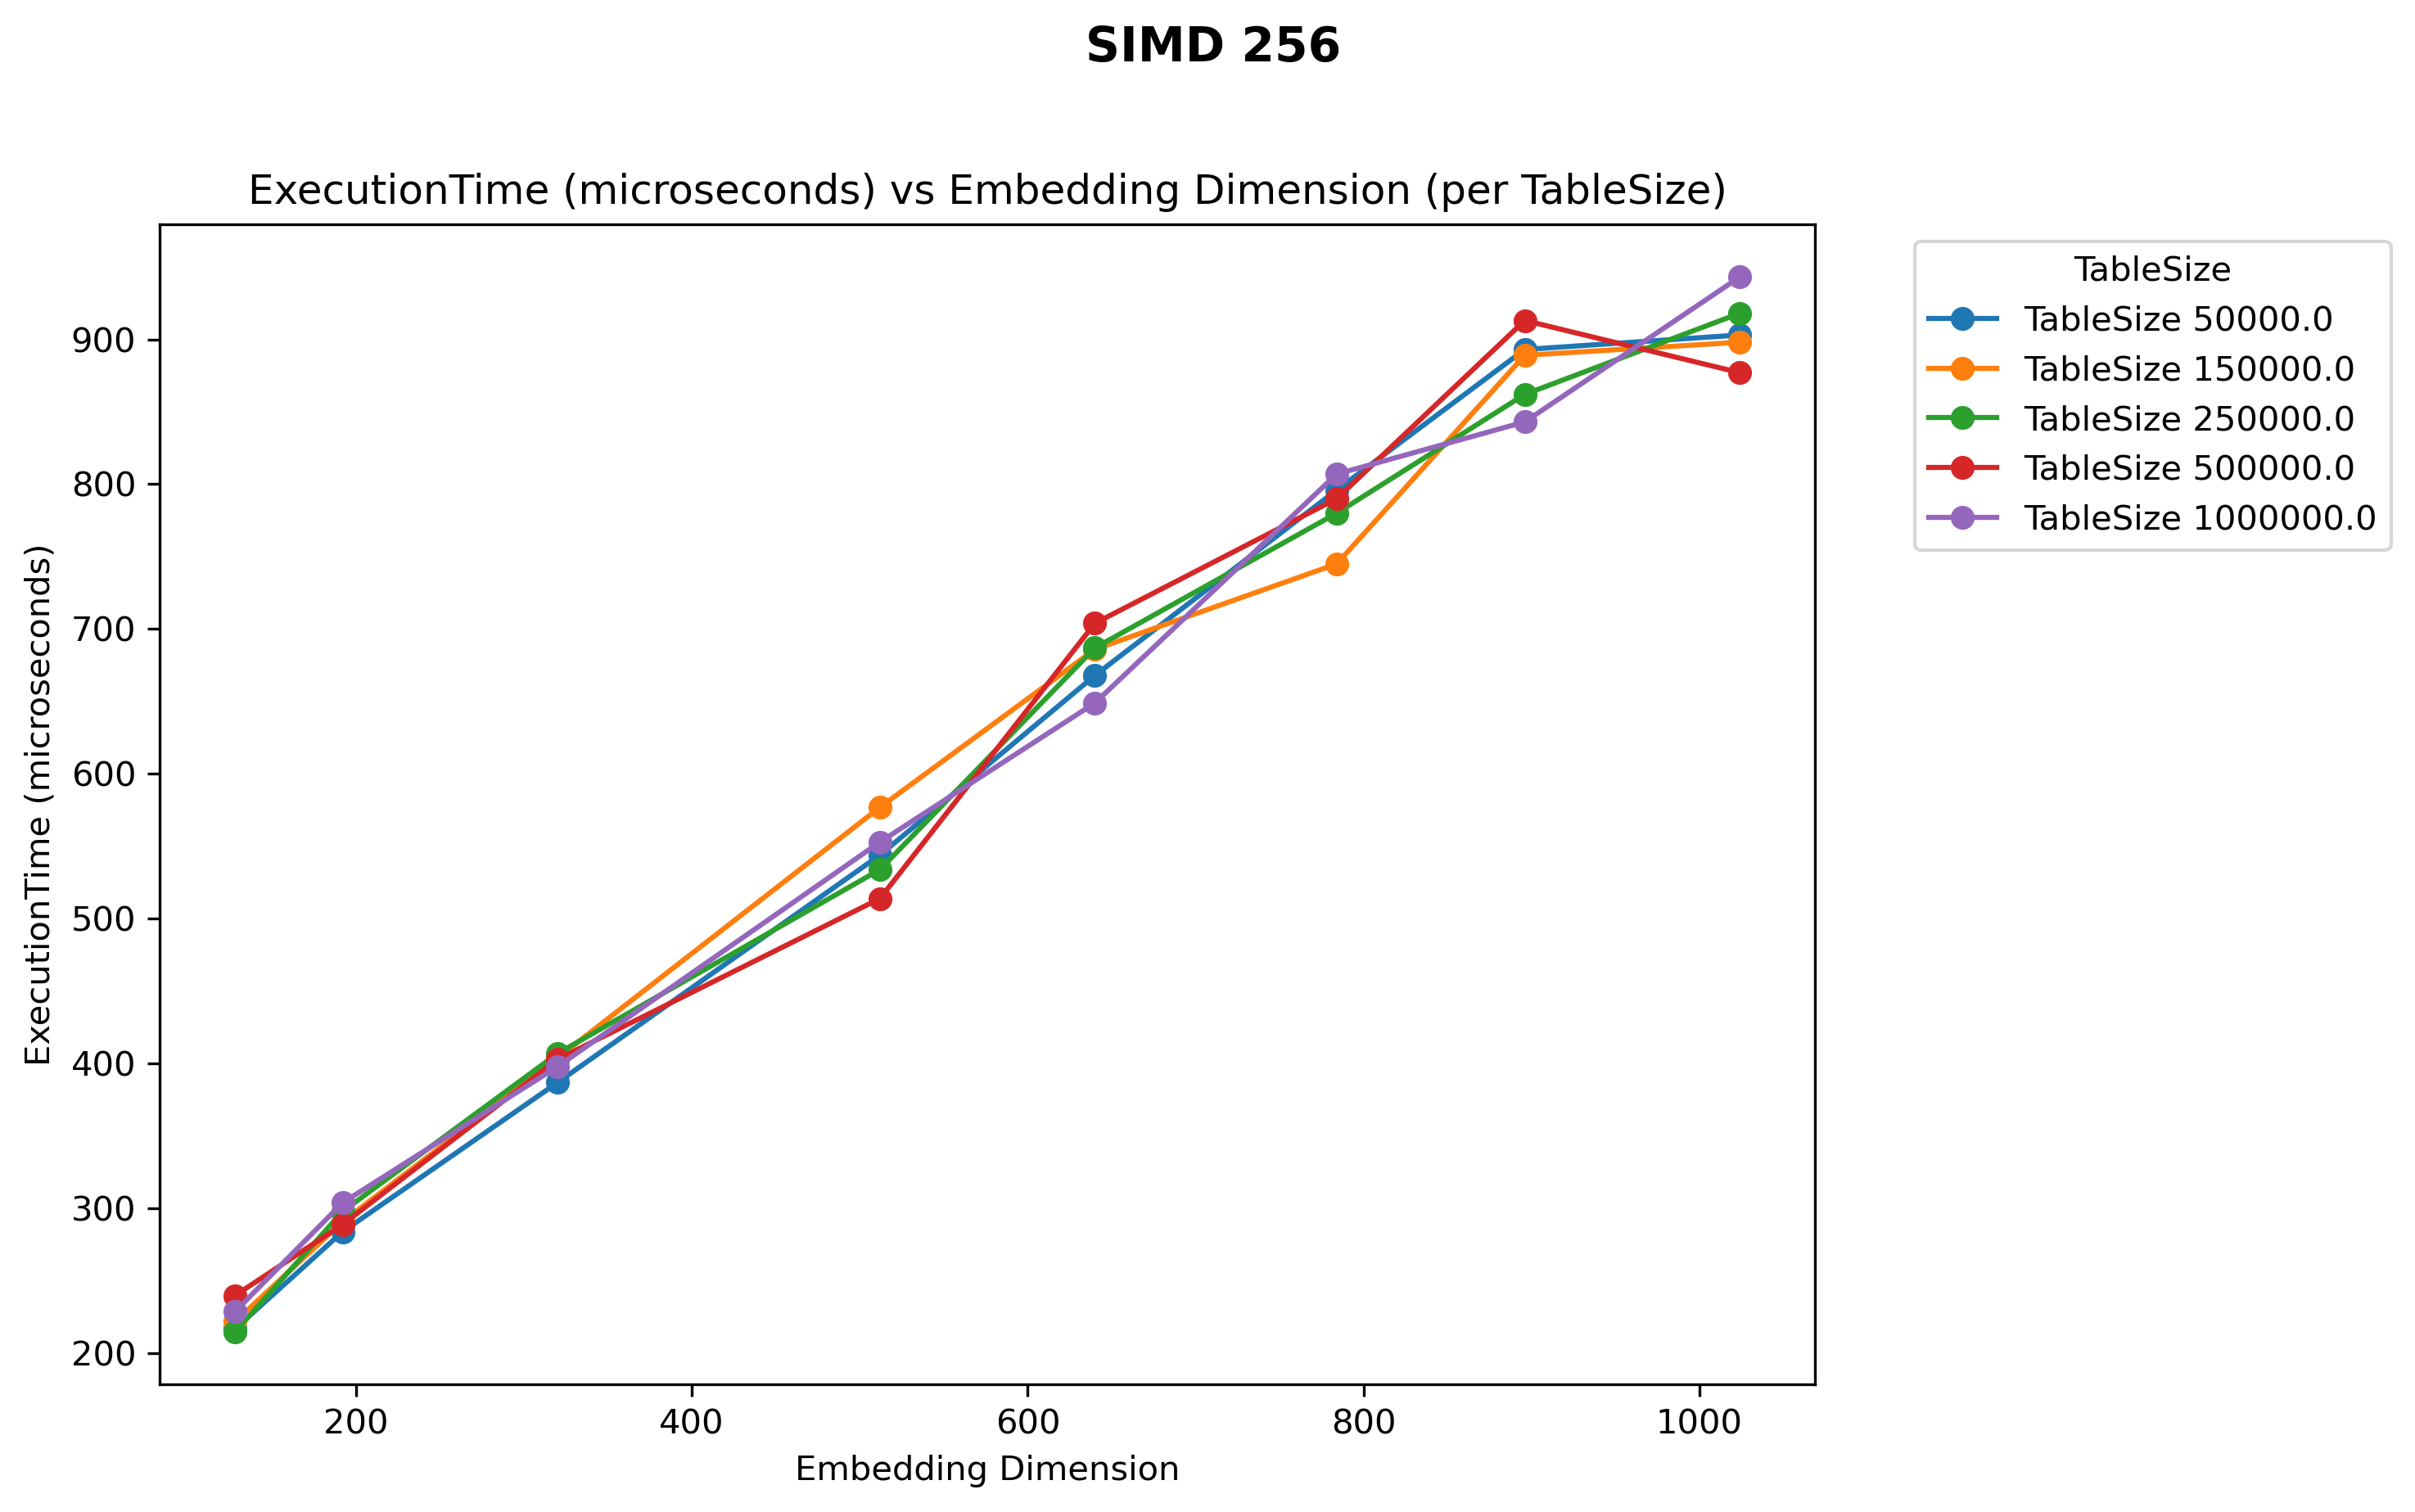 SIMD 256
ExecutionTime (microseconds) vs Embedding Dimension (per TableSize)
ExecutionTime (microseconds)
900
800
700
600
500
400
300
200
200
400
600
800
1000
Embedding Dimension
TableSize
TableSize 50000.0
TableSize 150000.0
TableSize 250000.0
TableSize 500000.0
TableSize 1000000.0